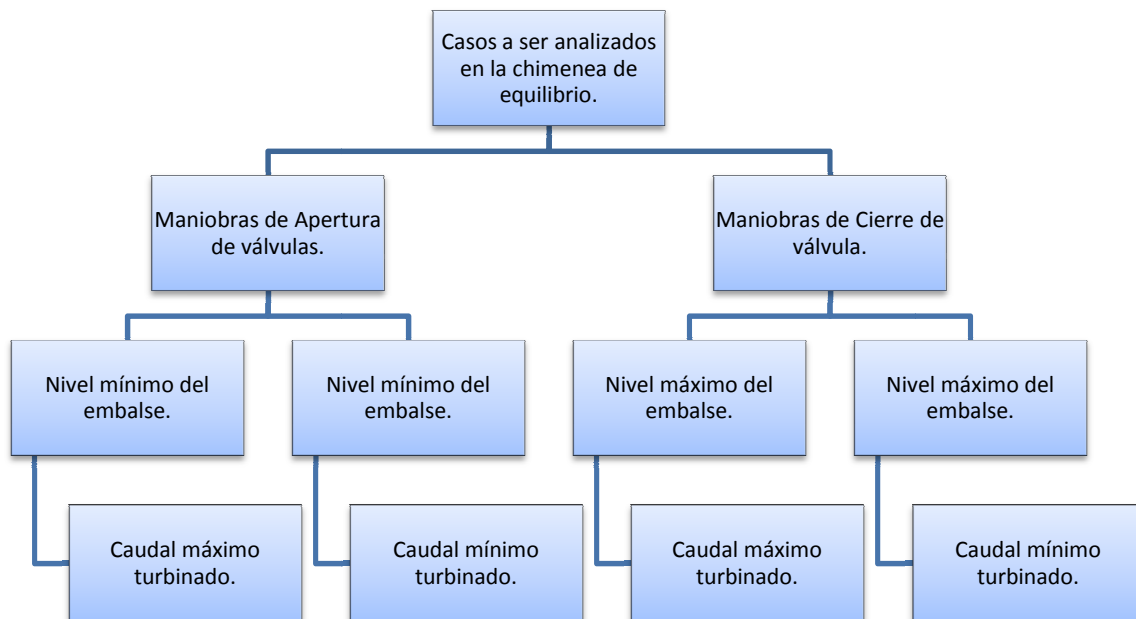 Casos a ser analizados
en la chimenea de
equilibrio.
Maniobras de Apertura
de válvulas.
Maniobras de Cierre de
válvula.
Nivel mínimo del
embalse.
Nivel mínimo del
embalse.
Nivel máximo del
embalse.
Nivel máximo del
embalse.
Caudal máximo
turbinado.
Caudal mínimo
turbinado.
Caudal máximo
turbinado.
Caudal mínimo
turbinado.